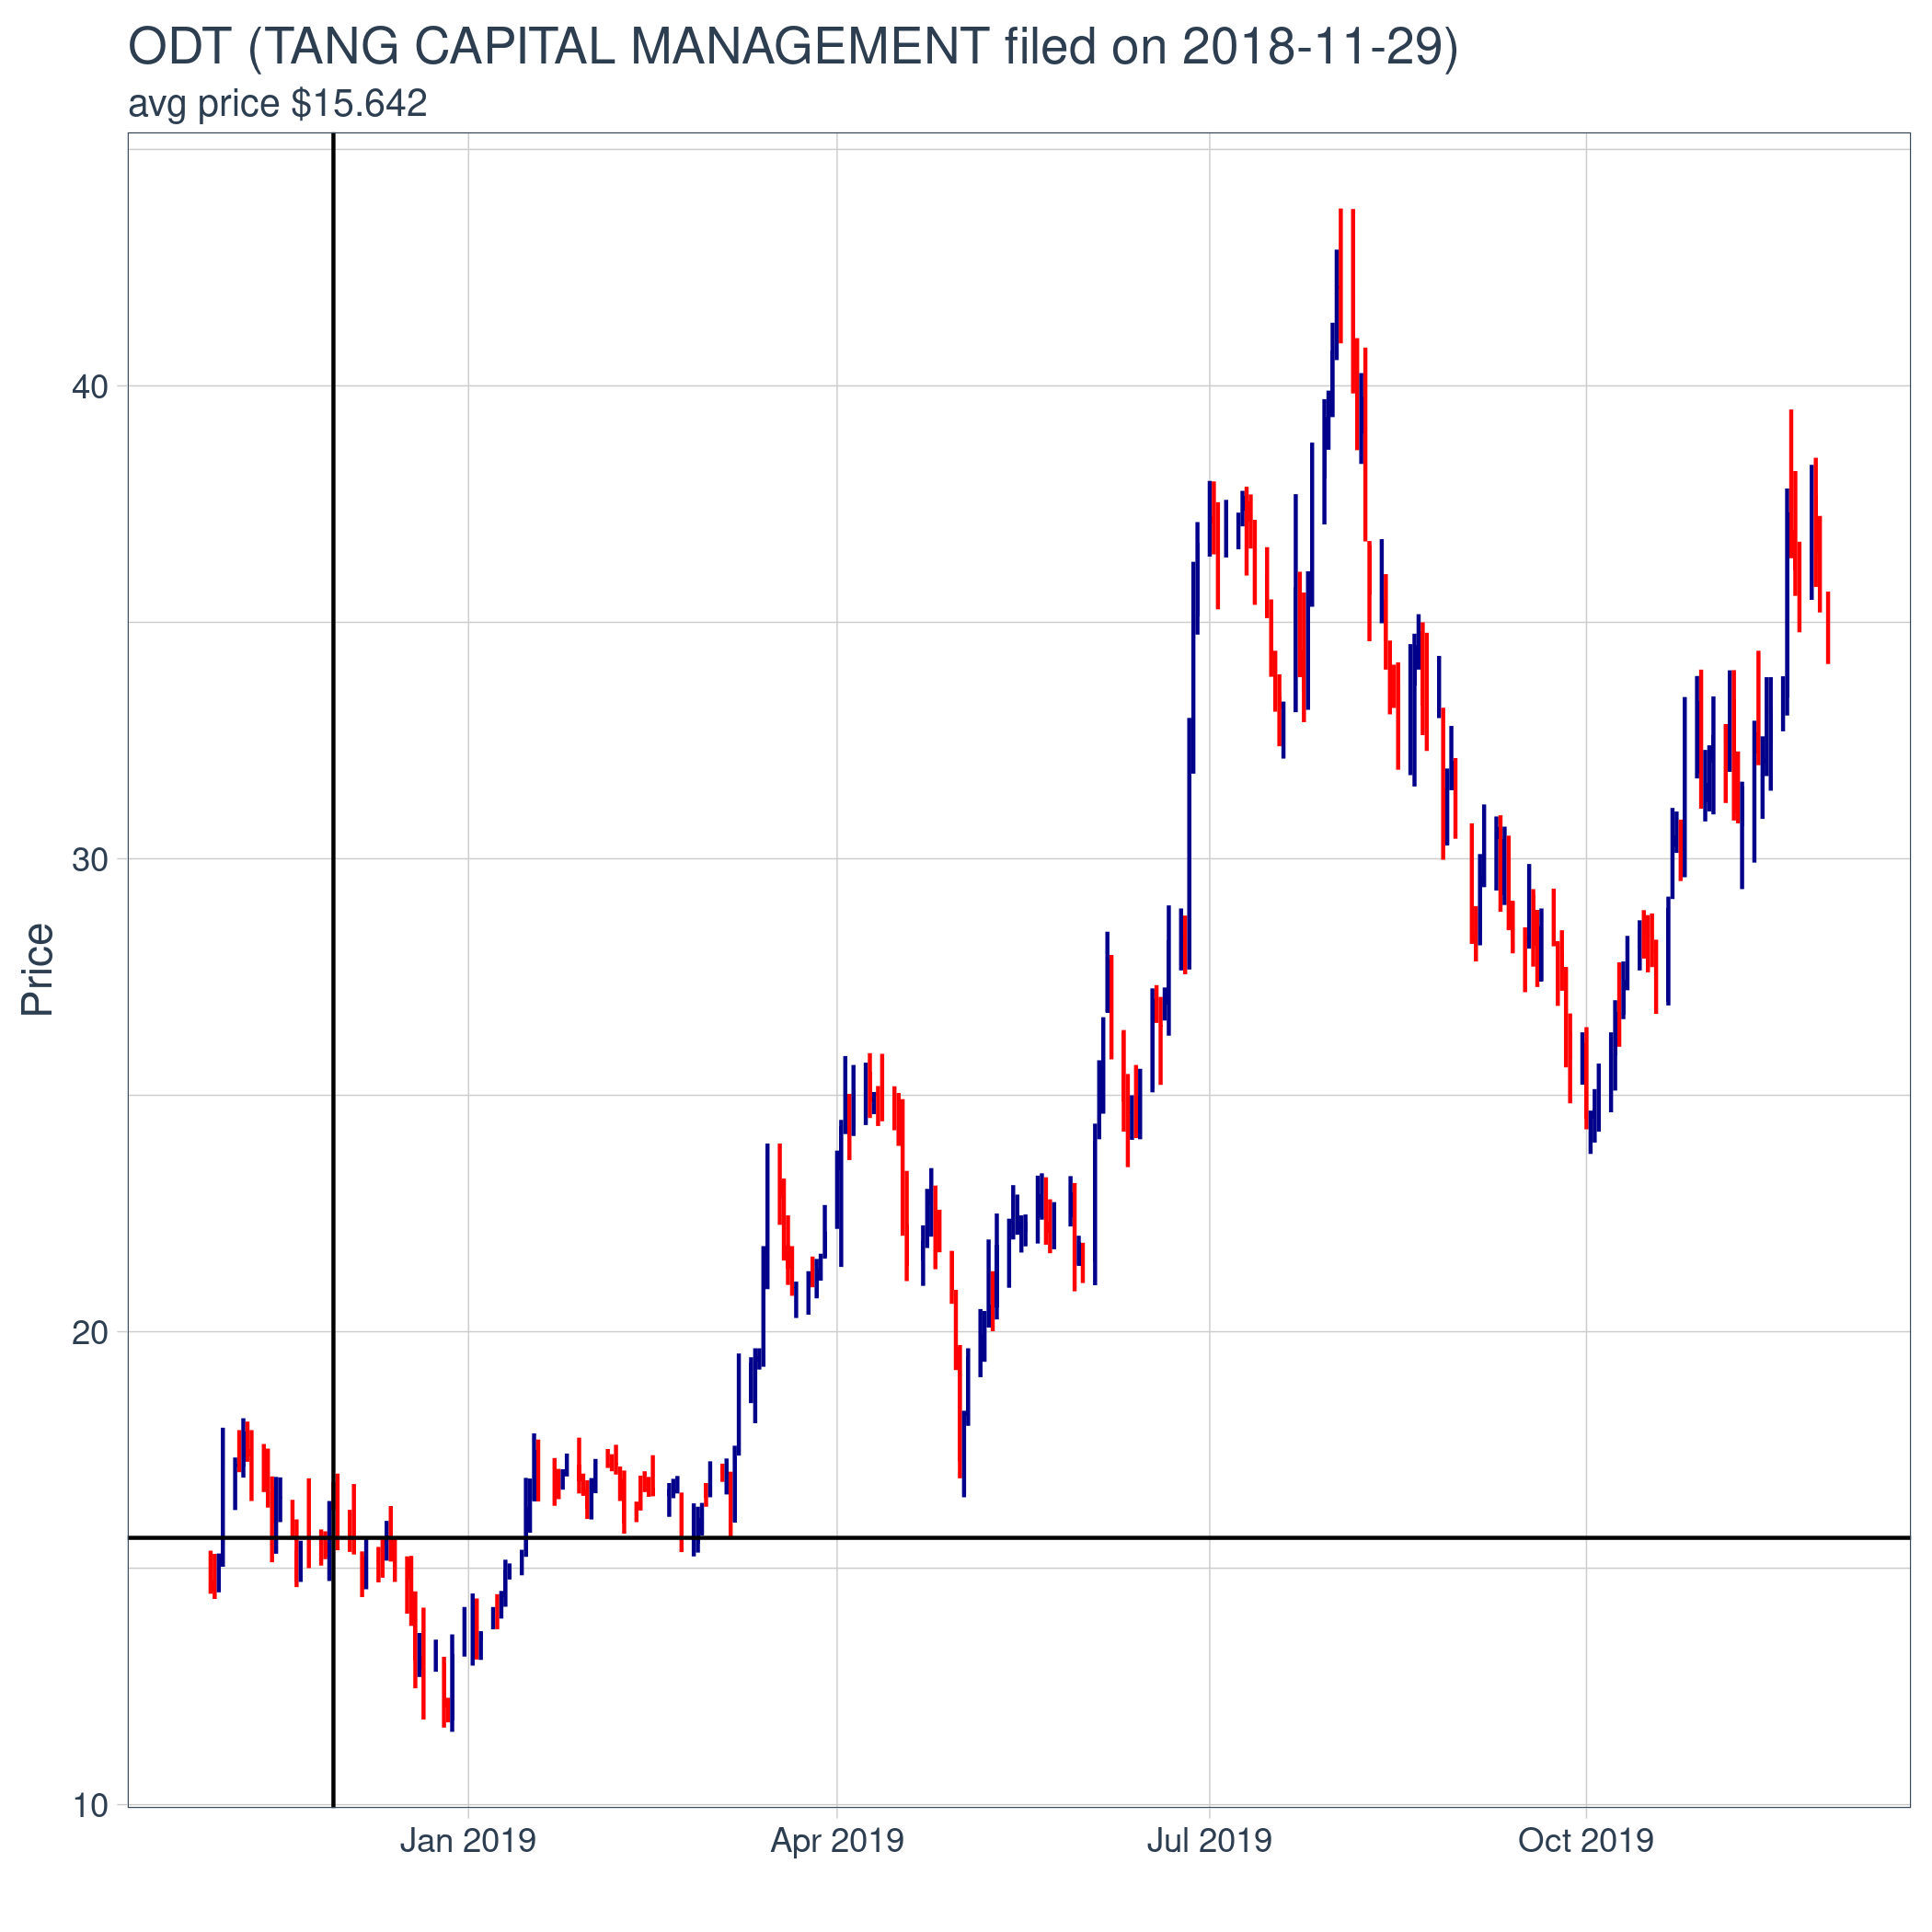 ODT (TANG CAPITAL MANAGEMENT filed on 2018-11-29)
avg price $15.642
Price
40
30
20
10
Jan 2019
Apr 2019
Jul 2019
Oct 2019